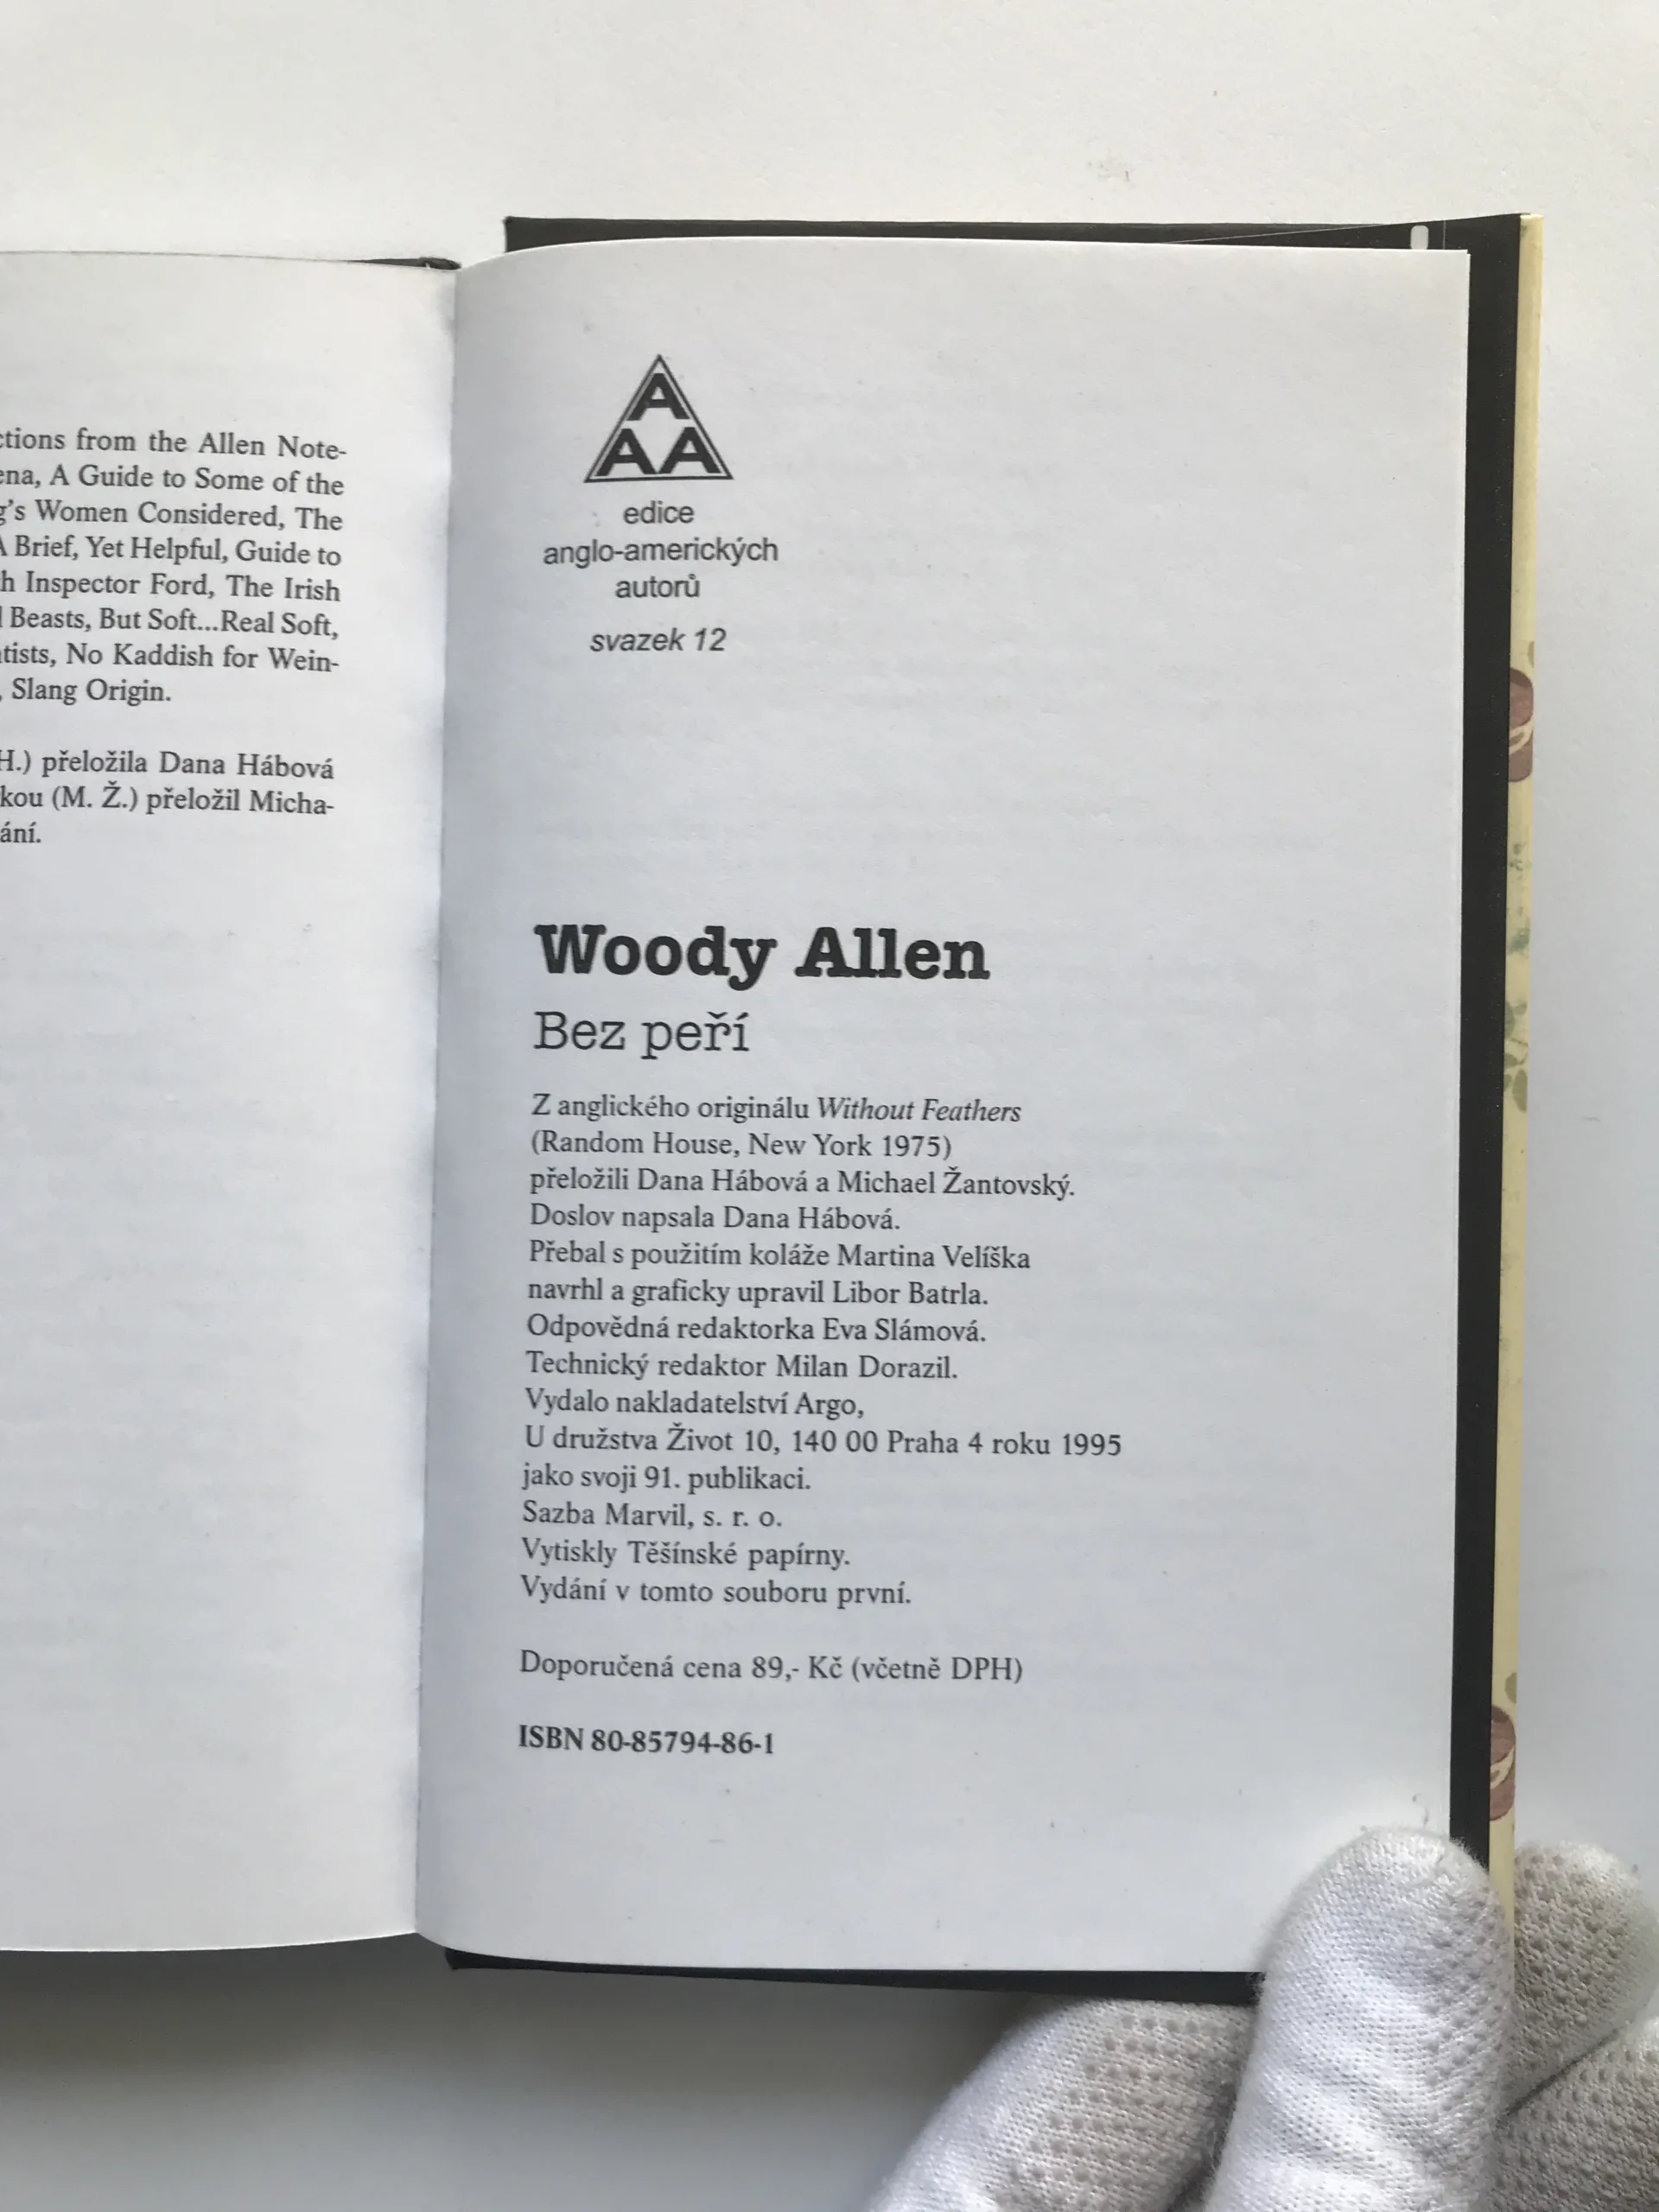 ctions from the Allen Note-
ena, A Guide to Some of the
g’s Women Considered, The
A Brief, Yet Helpful, Guide to
h Inspector Ford, The Irish
l Beasts, But Soft...Real Soft,
tists, No Kaddish for Wein-
, Slang Origin.
H.) přeložila Dana Hábová
kou (M. Ž.) přeložil Micha-
ání.
A
AA
edice
anglo-amerických
autorů
svazek 12
Woody Allen
Bez peří
Z anglického originálu Without Feathers
(Random House, New York 1975)
přeložili Dana Hábová a Michael Žantovský.
Doslov napsala Dana Hábová.
Přebal s použitím koláže Martina Velíška
navrhl a graficky upravil Libor Batrla.
Odpovědná redaktorka Eva Slámová.
Technický redaktor Milan Dorazil.
Vydalo nakladatelství Argo,
U družstva Život 10, 140 00 Praha 4 roku 1995
jako svoji 91. publikaci.
Sazba Marvil, s. r. o.
Vytiskly Těšínské papírny.
Vydání v tomto souboru první.
Doporučená cena 89,- Kč (včetně DPH)
ISBN 80-85794-86-1